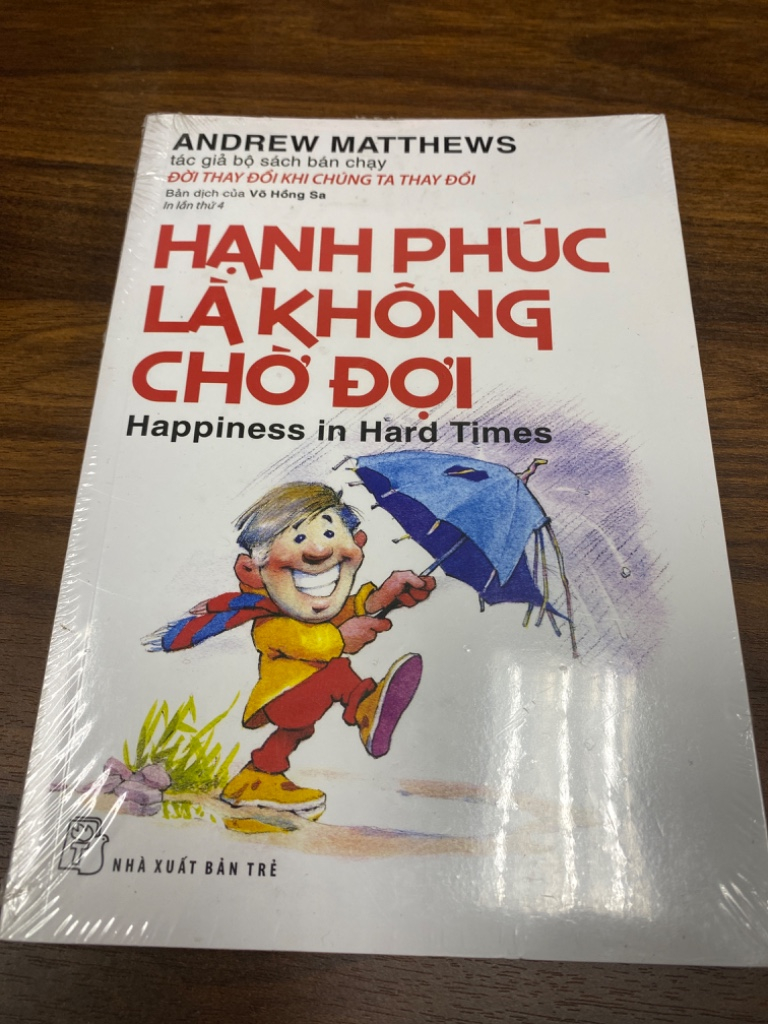 ANDREW MATTHEWS
tác giả bộ sách bán chạy
ĐỜI THAY ĐỔI KHI CHÚNG TA THAY ĐỔI
Bản dịch của Võ Hồng Sa
In lần thứ 4
HẠNH PHÚC
LÀ KHÔNG
CHỜ ĐỢI
Happiness in Hard Times
NHÀ XUẤT BẢN TRẺ